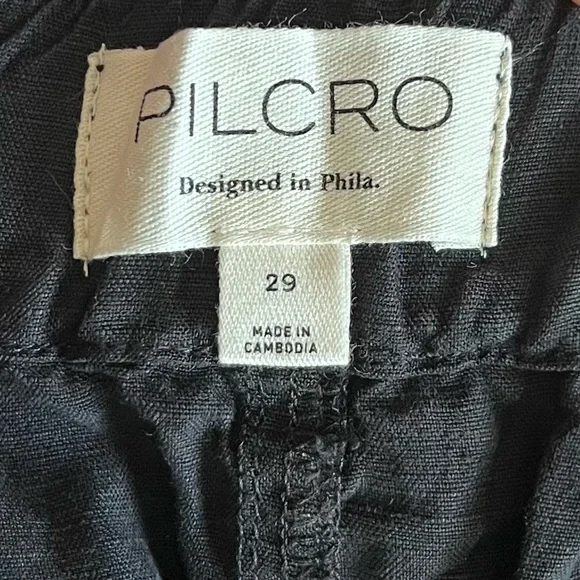 PILCRO
Designed in Phila.
29
MADE IN
CAMBODIA